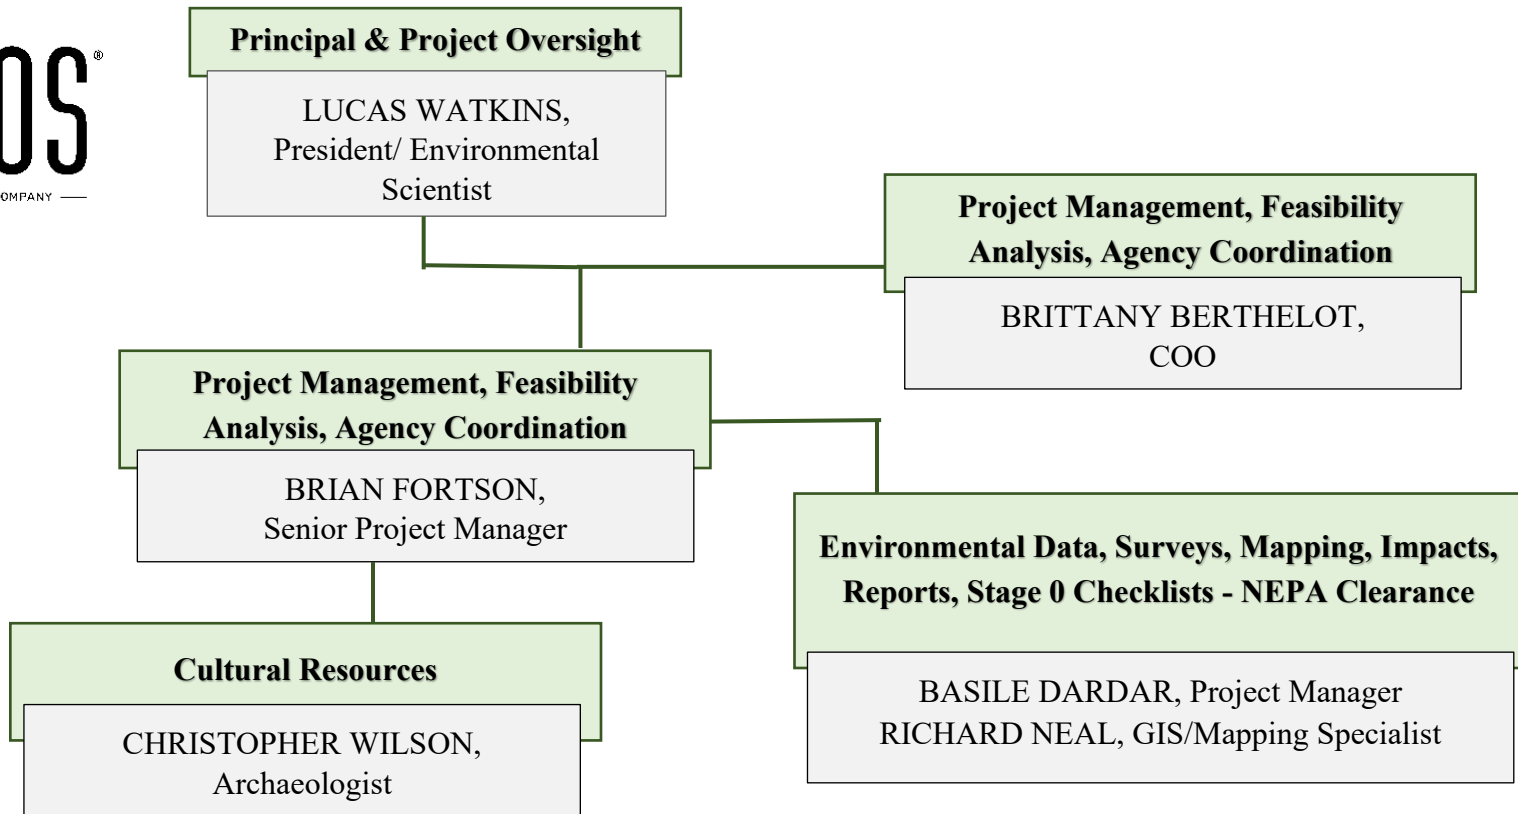 Principal & Project Oversight
LUCAS WATKINS,
President/ Environmental
Scientist
OS®
OMPANY
Project Management, Feasibility
Analysis, Agency Coordination
BRITTANY BERTHELOT,
COO
Project Management, Feasibility
Analysis, Agency Coordination
BRIAN FORTSON,
Senior Project Manager
Environmental Data, Surveys, Mapping, Impacts,
Reports, Stage 0 Checklists - NEPA Clearance
BASILE DARDAR, Project Manager
RICHARD NEAL, GIS/Mapping Specialist
Cultural Resources
CHRISTOPHER WILSON,
Archaeologist